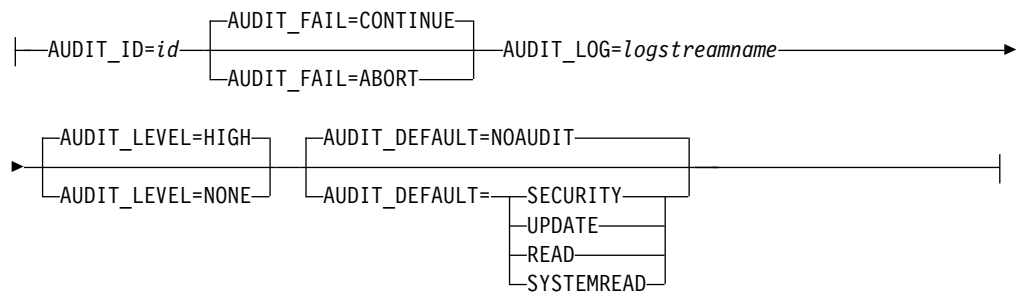 AUDIT_FAIL=CONTINUE
AUDIT_ID=id AUDIT_LOG=logstreamname
AUDIT_FAIL=ABORT
AUDIT_LEVEL=HIGH AUDIT_DEFAULT=NOAUDIT
AUDIT_LEVEL=NONE AUDIT_DEFAULT= SECURITY
UPDATE
READ
SYSTEMREAD